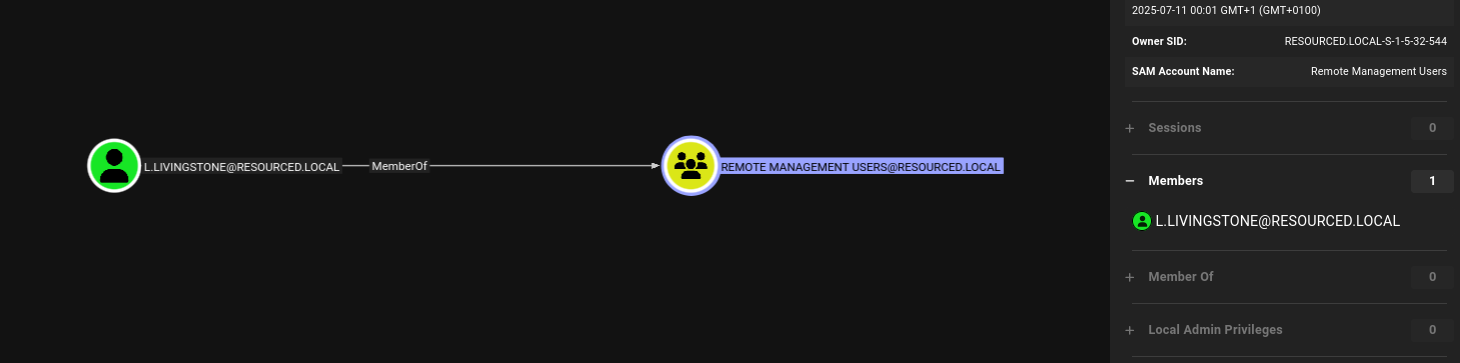 L.LIVINGSTONE@RESOURCED.LOCAL MemberOf REMOTE MANAGEMENT USERS@RESOURCED.LOCAL
2025-07-11 00:01 GMT+1 (GMT+0100)
Owner SID: RESOURCED.LOCAL-S-1-5-32-544
SAM Account Name: Remote Management Users
+ Sessions 0
− Members 1
L.LIVINGSTONE@RESOURCED.LOCAL
+ Member Of 0
+ Local Admin Privileges 0